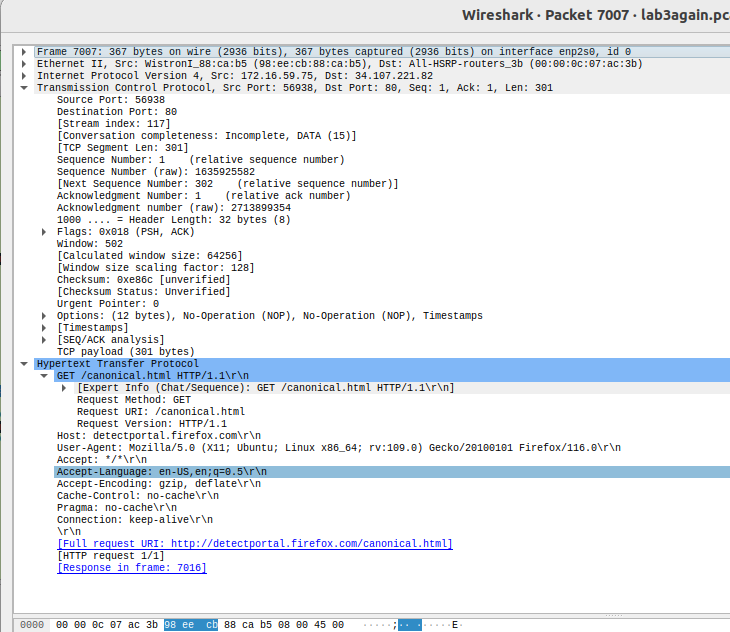 Wireshark · Packet 7007 · lab3again.pc
Frame 7007: 367 bytes on wire (2936 bits), 367 bytes captured (2936 bits) on interface enp2s0, id 0
Ethernet II, Src: WistronI_88:ca:b5 (98:ee:cb:88:ca:b5), Dst: All-HSRP-routers_3b (00:00:0c:07:ac:3b)
Internet Protocol Version 4, Src: 172.16.59.75, Dst: 34.107.221.82
Transmission Control Protocol, Src Port: 56938, Dst Port: 80, Seq: 1, Ack: 1, Len: 301
Source Port: 56938
Destination Port: 80
[Stream index: 117]
[Conversation completeness: Incomplete, DATA (15)]
[TCP Segment Len: 301]
Sequence Number: 1    (relative sequence number)
Sequence Number (raw): 1635925582
[Next Sequence Number: 302    (relative sequence number)]
Acknowledgment Number: 1    (relative ack number)
Acknowledgment number (raw): 2713899354
1000 .... = Header Length: 32 bytes (8)
Flags: 0x018 (PSH, ACK)
Window: 502
[Calculated window size: 64256]
[Window size scaling factor: 128]
Checksum: 0xe86c [unverified]
[Checksum Status: Unverified]
Urgent Pointer: 0
Options: (12 bytes), No-Operation (NOP), No-Operation (NOP), Timestamps
[Timestamps]
[SEQ/ACK analysis]
TCP payload (301 bytes)
Hypertext Transfer Protocol
GET /canonical.html HTTP/1.1\r\n
[Expert Info (Chat/Sequence): GET /canonical.html HTTP/1.1\r\n]
Request Method: GET
Request URI: /canonical.html
Request Version: HTTP/1.1
Host: detectportal.firefox.com\r\n
User-Agent: Mozilla/5.0 (X11; Ubuntu; Linux x86_64; rv:109.0) Gecko/20100101 Firefox/116.0\r\n
Accept: */*\r\n
Accept-Language: en-US,en;q=0.5\r\n
Accept-Encoding: gzip, deflate\r\n
Cache-Control: no-cache\r\n
Pragma: no-cache\r\n
Connection: keep-alive\r\n
\r\n
[Full request URI: http://detectportal.firefox.com/canonical.html]
[HTTP request 1/1]
[Response in frame: 7016]
0000 00 00 0c 07 ac 3b 98 ee cb 88 ca b5 08 00 45 00 ·····;·· ······E·